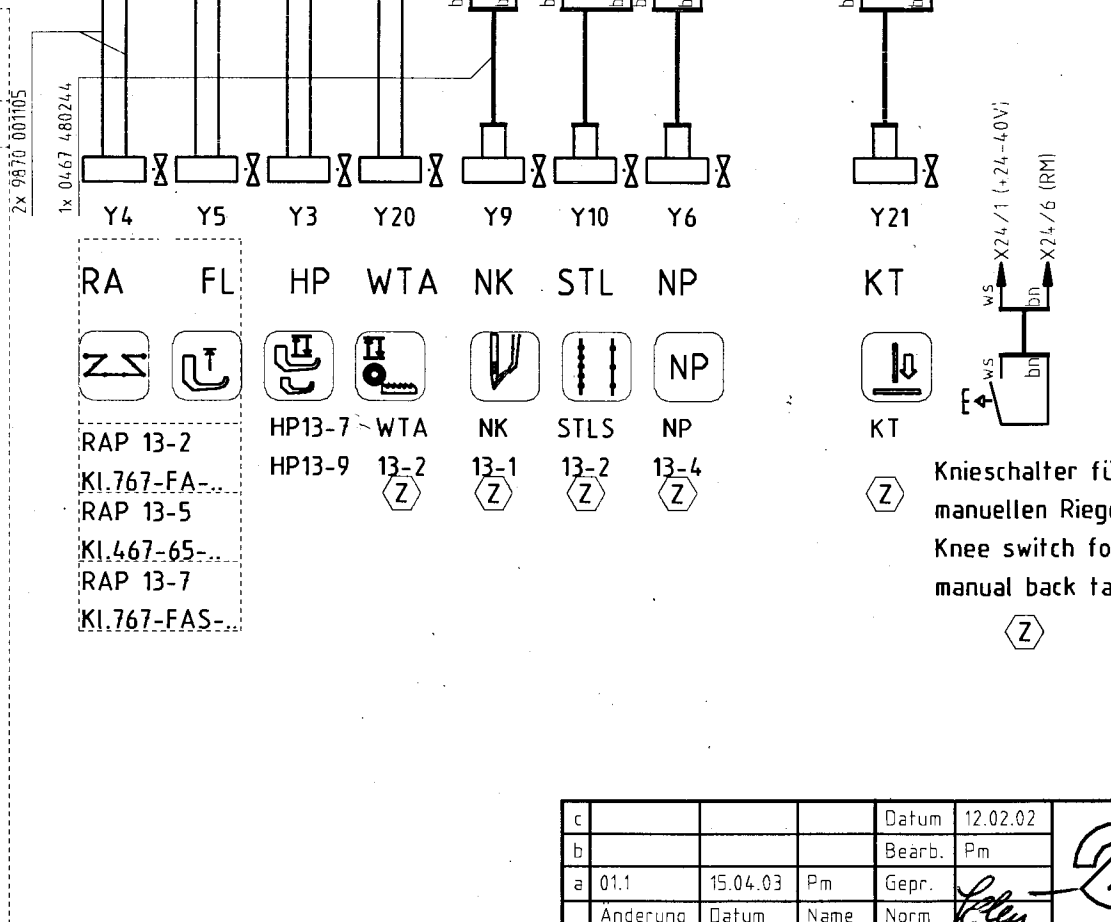 2x 9870 001105
1x 0467 480244
Y4 Y5 Y3 Y20 Y9 Y10 Y6 Y21
X24/1 (+24-40V)
X24/6 (RM)
RA FL HP WTA NK STL NP KT
ws bn
NP
ws bn
HP13-7 WTA NK STLS NP KT
HP13-9 13-2 13-1 13-2 13-4
Z Z Z Z Z
RAP 13-2
Kl.767-FA-..
RAP 13-5
Kl.467-65-..
RAP 13-7
Kl.767-FAS-..
Knieschalter fü
manuellen Riege
Knee switch fo
manual back ta
Z
c Datum 12.02.02
b Bearb. Pm
a 01.1 15.04.03 Pm Gepr.
Änderung Datum Name Norm